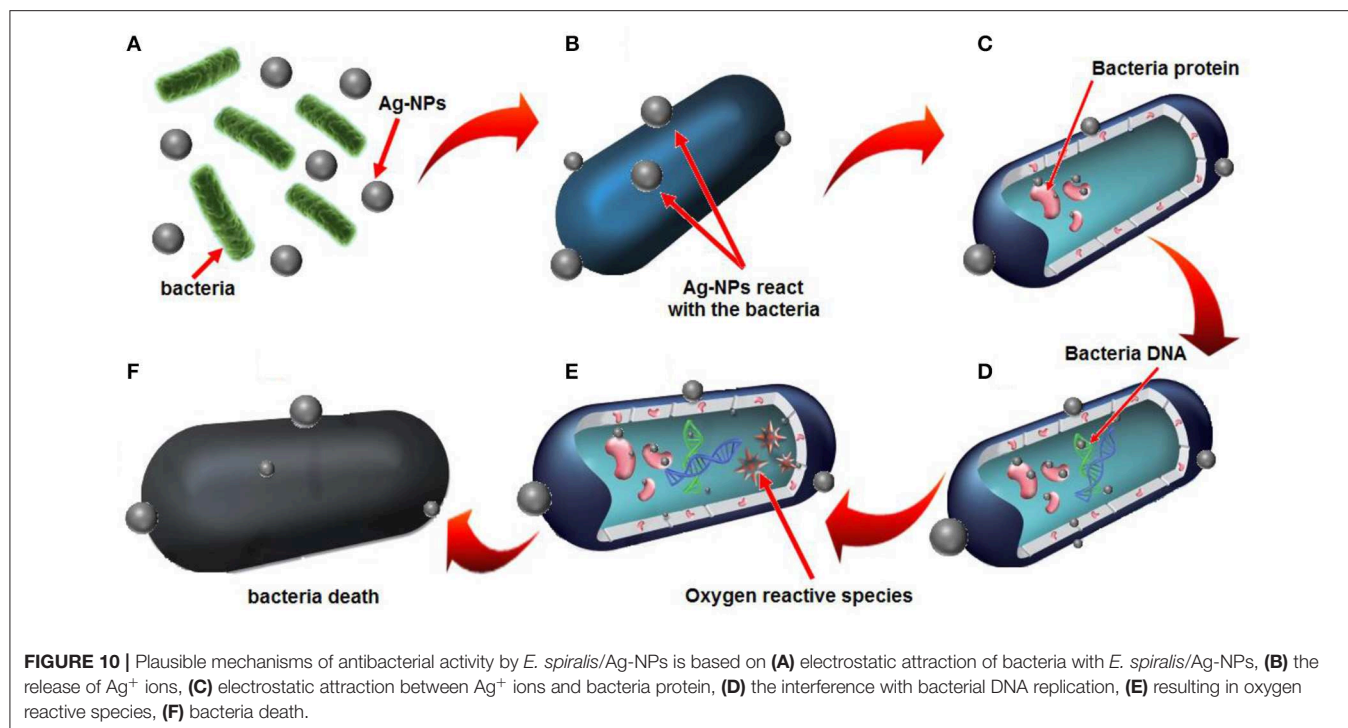 A
B
C
Bacteria protein
Ag-NPs
bacteria
Ag-NPs react
with the bacteria
Bacteria DNA
F
E
D
bacteria death
Oxygen reactive species
FIGURE 10 | Plausible mechanisms of antibacterial activity by E. spiralis/Ag-NPs is based on (A) electrostatic attraction of bacteria with E. spiralis/Ag-NPs, (B) the
release of Ag⁺ ions, (C) electrostatic attraction between Ag⁺ ions and bacteria protein, (D) the interference with bacterial DNA replication, (E) resulting in oxygen
reactive species, (F) bacteria death.